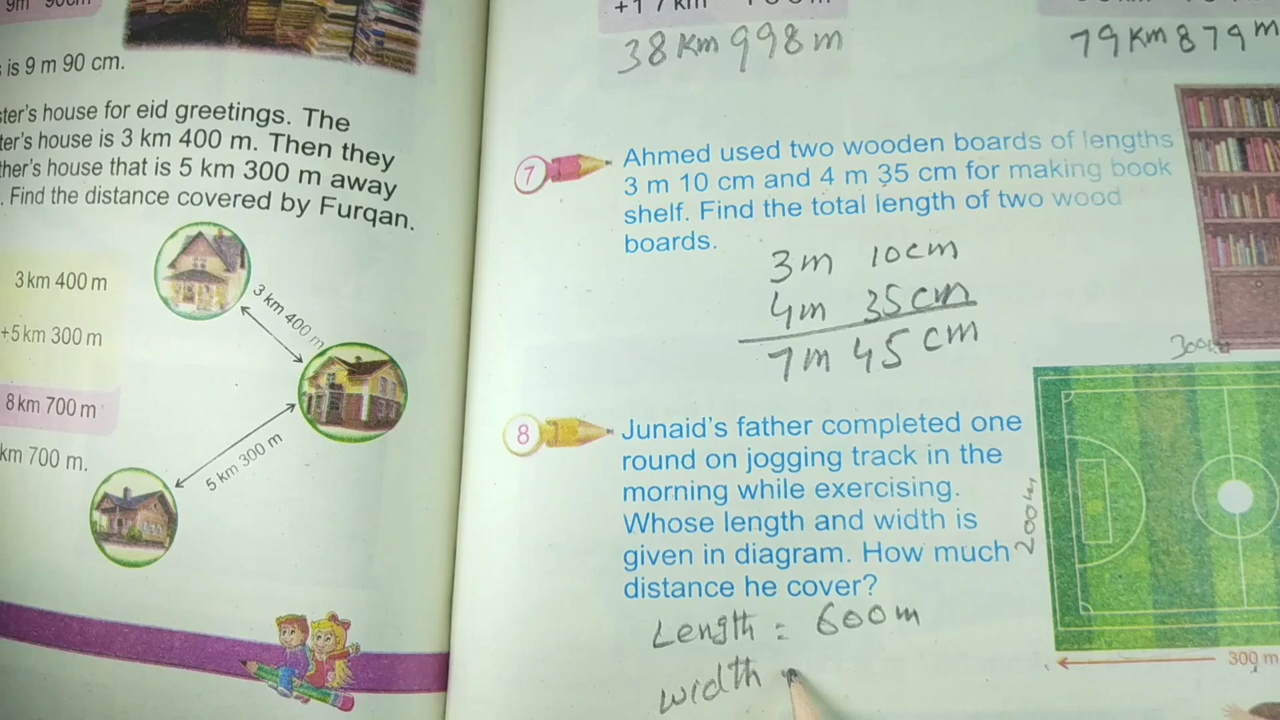 is 9 m 90 cm.
ter's house for eid greetings. The
ter's house is 3 km 400 m. Then they
ther's house that is 5 km 300 m away
. Find the distance covered by Furqan.
3 km 400 m
+5 km 300 m
8 km 700 m
km 700 m.
3 km 400 m
5 km 300 m
38 Km 998 m
79 Km 879 m
7
Ahmed used two wooden boards of lengths
3 m 10 cm and 4 m 35 cm for making book
shelf. Find the total length of two wood
boards.
3m 10cm
4m 35cm
7m 45 cm
8
Junaid's father completed one
round on jogging track in the
morning while exercising.
Whose length and width is
given in diagram. How much
distance he cover?
Length = 600m
width
300 m